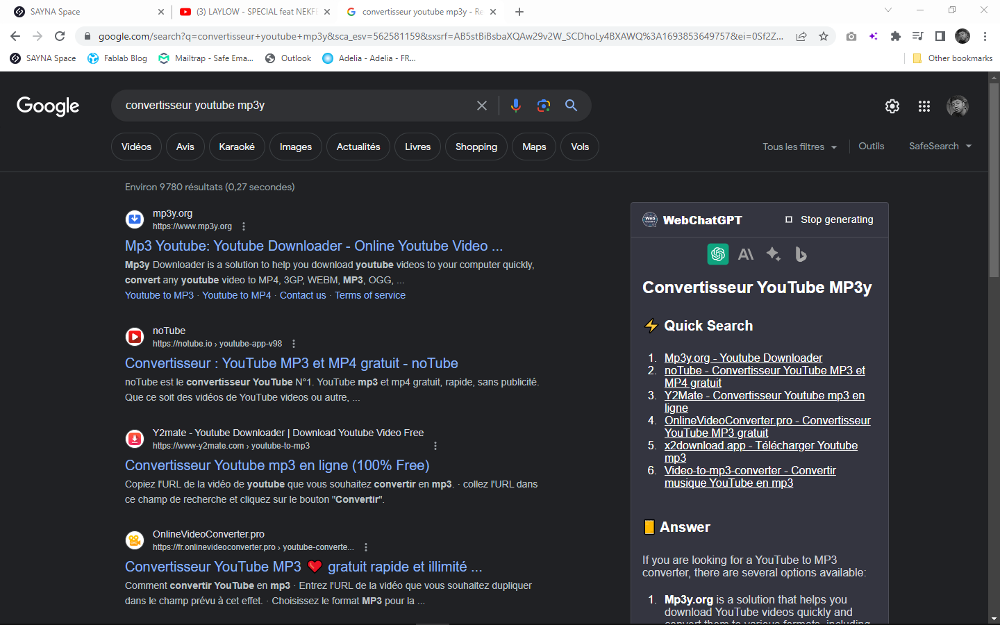 SAYNA Space
(3) LAYLOW - SPECIAL feat NEKFE
convertisseur youtube mp3y - Re
google.com/search?q=convertisseur+youtube+mp3y&sca_esv=562581159&sxsrf=AB5stBiBsbaXQAw29v2W_SCDhoLy4BXAWQ%3A1693853649757&ei=0Sf2Z...
SAYNA Space
Fablab Blog
Mailtrap - Safe Ema...
Outlook
Adelia - Adelia - FR...
Other bookmarks
Google
convertisseur youtube mp3y
Vidéos
Avis
Karaoké
Images
Actualités
Livres
Shopping
Maps
Vols
Tous les filtres
Outils
SafeSearch
Environ 9 780 résultats (0,27 secondes)
mp3y.org
https://www.mp3y.org
Mp3 Youtube: Youtube Downloader - Online Youtube Video ...
Mp3y Downloader is a solution to help you download youtube videos to your computer quickly,
convert any youtube video to MP4, 3GP, WEBM, MP3, OGG, ...
Youtube to MP3 · Youtube to MP4 · Contact us · Terms of service
noTube
https://notube.io › youtube-app-v98
Convertisseur : YouTube MP3 et MP4 gratuit - noTube
noTube est le convertisseur YouTube N°1. YouTube mp3 et mp4 gratuit, rapide, sans publicité.
Que ce soit des vidéos de YouTube videos ou autre, ...
Y2mate - Youtube Downloader | Download Youtube Video Free
https://www-y2mate.com › youtube-to-mp3
Convertisseur Youtube mp3 en ligne (100% Free)
Copiez l'URL de la vidéo de youtube que vous souhaitez convertir en mp3. · collez l'URL dans
ce champ de recherche et cliquez sur le bouton "Convertir".
OnlineVideoConverter.pro
https://fr.onlinevideoconverter.pro › youtube-converte...
Convertisseur YouTube MP3 ❤️ gratuit rapide et illimité ...
Comment convertir YouTube en mp3 · Entrez l'URL de la vidéo que vous souhaitez dupliquer
dans le champ prévu à cet effet. · Choisissez le format MP3 pour la ...
Web
WebChatGPT
Stop generating
Convertisseur YouTube MP3y
⚡ Quick Search
1. Mp3y.org - Youtube Downloader
2. noTube - Convertisseur YouTube MP3 et
MP4 gratuit
3. Y2Mate - Convertisseur Youtube mp3 en
ligne
4. OnlineVideoConverter.pro - Convertisseur
YouTube MP3 gratuit
5. x2download.app - Télécharger Youtube
mp3
6. Video-to-mp3-converter - Convertir
musique YouTube en mp3
Answer
If you are looking for a YouTube to MP3
converter, there are several options available:
1. Mp3y.org is a solution that helps you
download YouTube videos quickly and
convert them to various formats, including